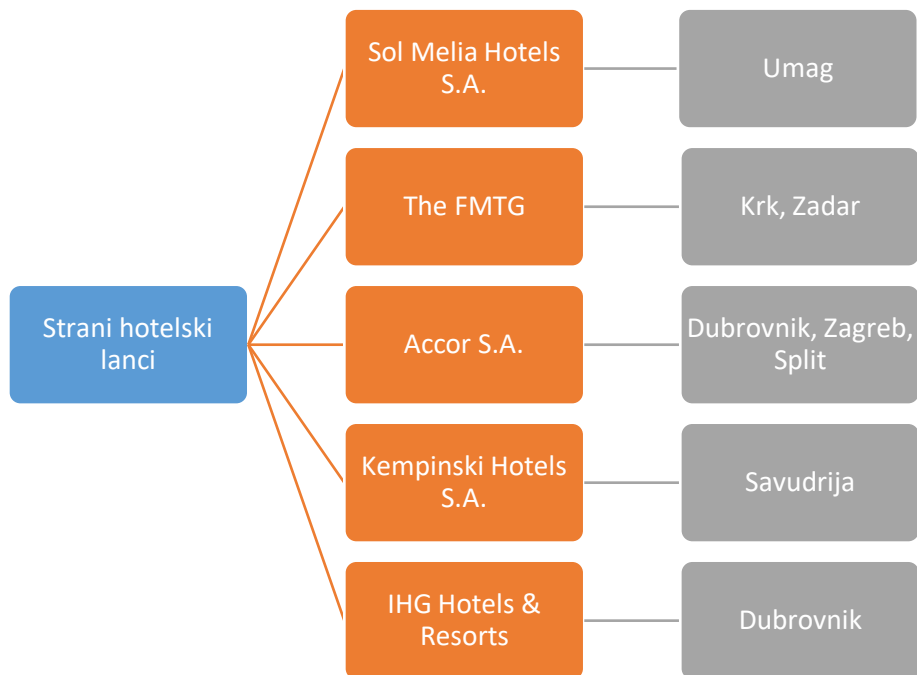 Strani hotelski
lanci
Sol Melia Hotels
S.A.
Umag
The FMTG
Krk, Zadar
Accor S.A.
Dubrovnik, Zagreb,
Split
Kempinski Hotels
S.A.
Savudrija
IHG Hotels &
Resorts
Dubrovnik